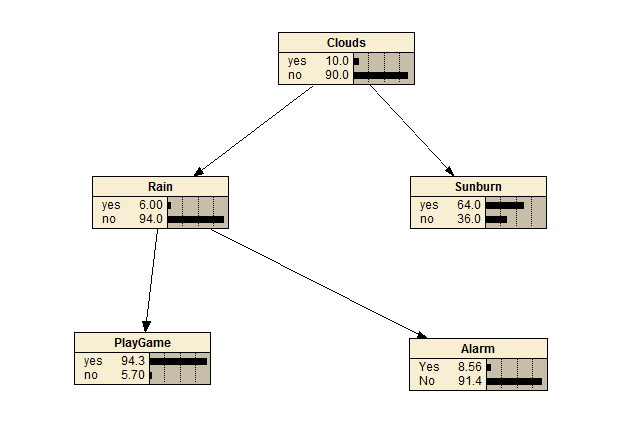 Clouds
yes 10.0
no 90.0
Rain
yes 6.00
no 94.0
Sunburn
yes 64.0
no 36.0
PlayGame
yes 94.3
no 5.70
Alarm
Yes 8.56
No 91.4